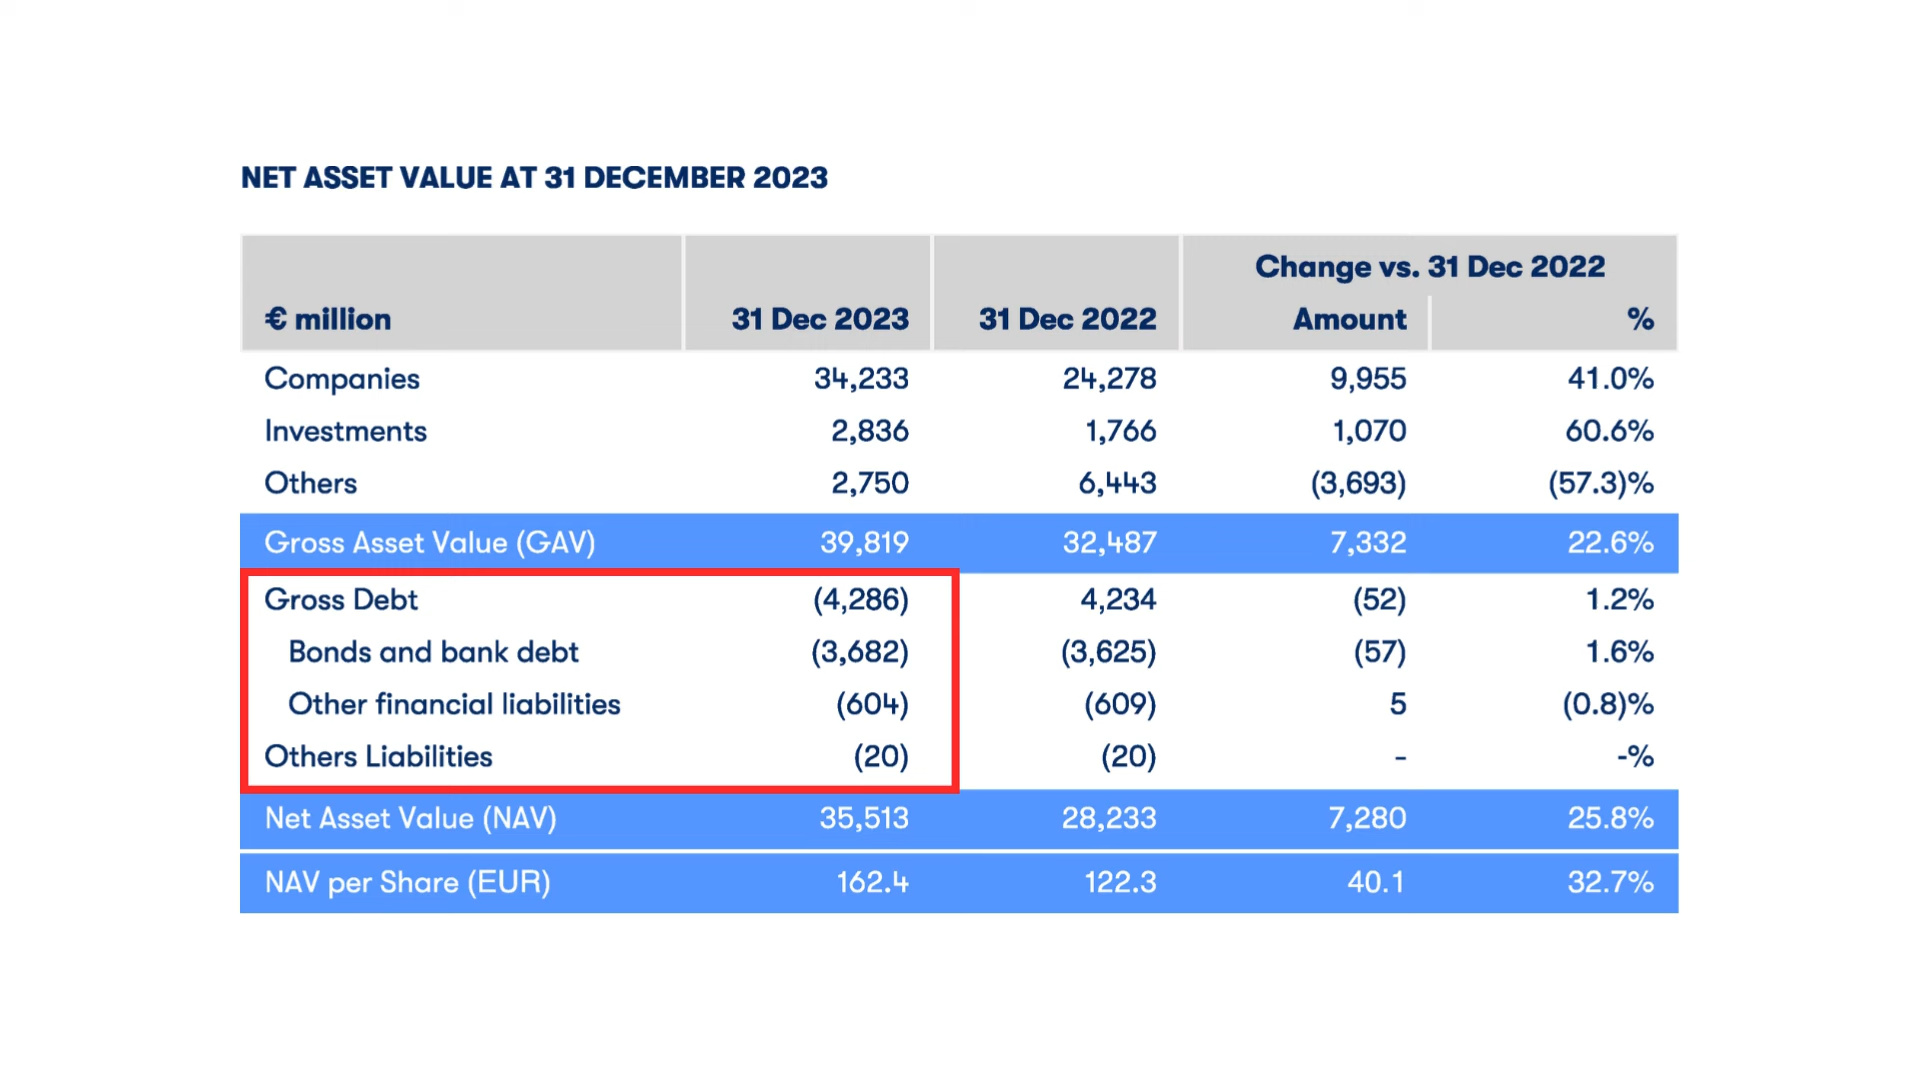 NET ASSET VALUE AT 31 DECEMBER 2023
Change vs. 31 Dec 2022
€ million 31 Dec 2023 31 Dec 2022 Amount %
Companies 34,233 24,278 9,955 41.0%
Investments 2,836 1,766 1,070 60.6%
Others 2,750 6,443 (3,693) (57.3)%
Gross Asset Value (GAV) 39,819 32,487 7,332 22.6%
Gross Debt (4,286) 4,234 (52) 1.2%
Bonds and bank debt (3,682) (3,625) (57) 1.6%
Other financial liabilities (604) (609) 5 (0.8)%
Others Liabilities (20) (20) - -%
Net Asset Value (NAV) 35,513 28,233 7,280 25.8%
NAV per Share (EUR) 162.4 122.3 40.1 32.7%